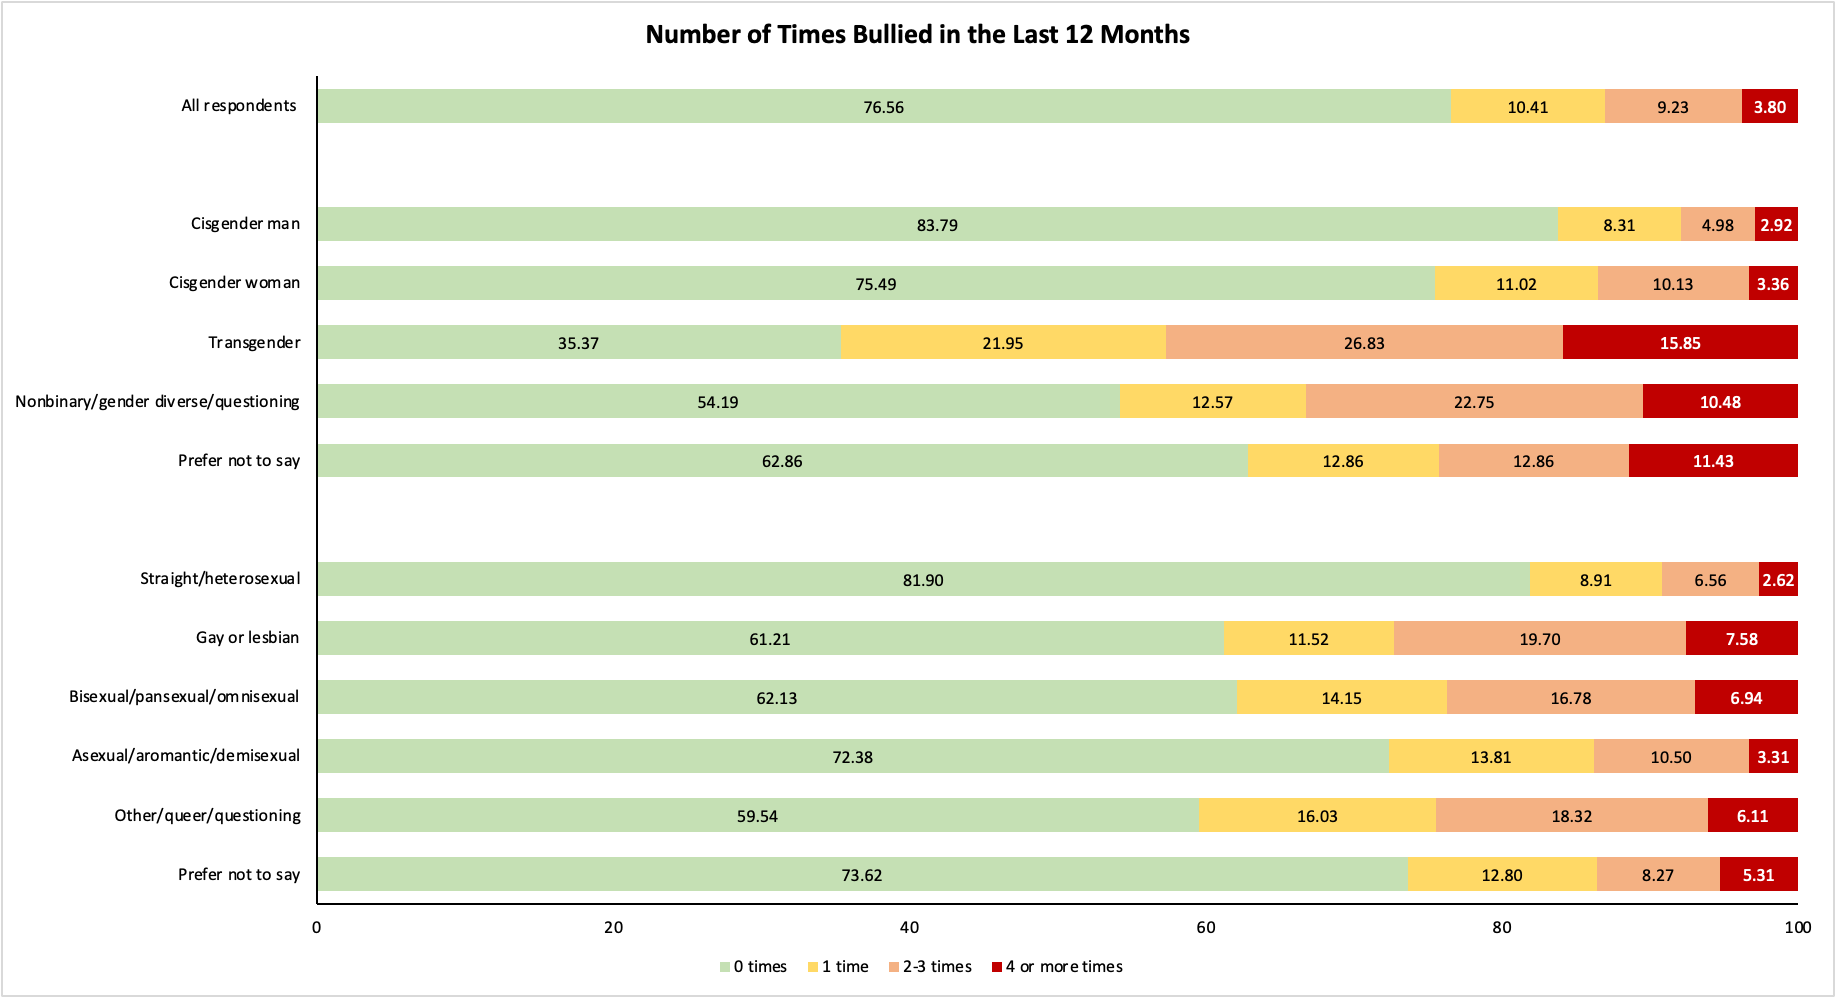 Number of Times Bullied in the Last 12 Months
All respondents 76.56 10.41 9.23 3.80
Cisgender man 83.79 8.31 4.98 2.92
Cisgender woman 75.49 11.02 10.13 3.36
Transgender 35.37 21.95 26.83 15.85
Nonbinary/gender diverse/questioning 54.19 12.57 22.75 10.48
Prefer not to say 62.86 12.86 12.86 11.43
Straight/heterosexual 81.90 8.91 6.56 2.62
Gay or lesbian 61.21 11.52 19.70 7.58
Bisexual/pansexual/omnisexual 62.13 14.15 16.78 6.94
Asexual/aromantic/demisexual 72.38 13.81 10.50 3.31
Other/queer/questioning 59.54 16.03 18.32 6.11
Prefer not to say 73.62 12.80 8.27 5.31
0 20 40 60 80 100
0 times 1 time 2-3 times 4 or more times